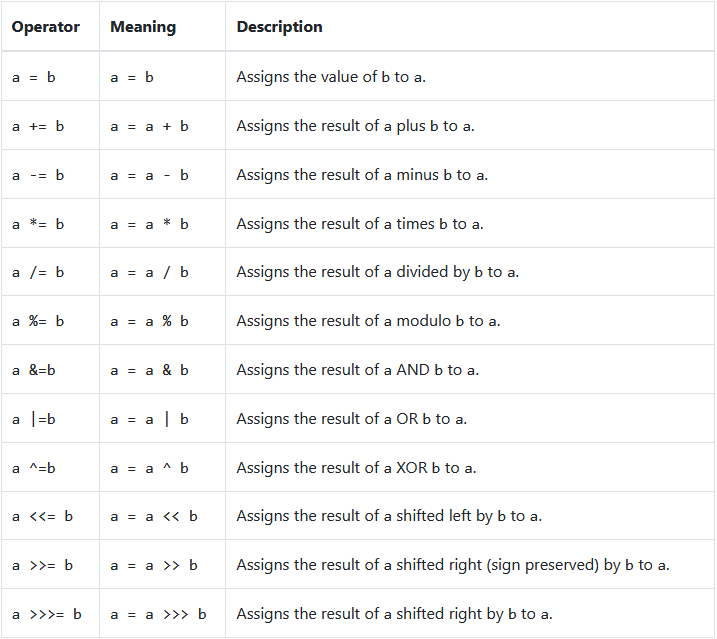 Operator Meaning Description
a = b a = b Assigns the value of b to a.
a += b a = a + b Assigns the result of a plus b to a.
a -= b a = a - b Assigns the result of a minus b to a.
a *= b a = a * b Assigns the result of a times b to a.
a /= b a = a / b Assigns the result of a divided by b to a.
a %= b a = a % b Assigns the result of a modulo b to a.
a &=b a = a & b Assigns the result of a AND b to a.
a |=b a = a | b Assigns the result of a OR b to a.
a ^=b a = a ^ b Assigns the result of a XOR b to a.
a <<= b a = a << b Assigns the result of a shifted left by b to a.
a >>= b a = a >> b Assigns the result of a shifted right (sign preserved) by b to a.
a >>>= b a = a >>> b Assigns the result of a shifted right by b to a.